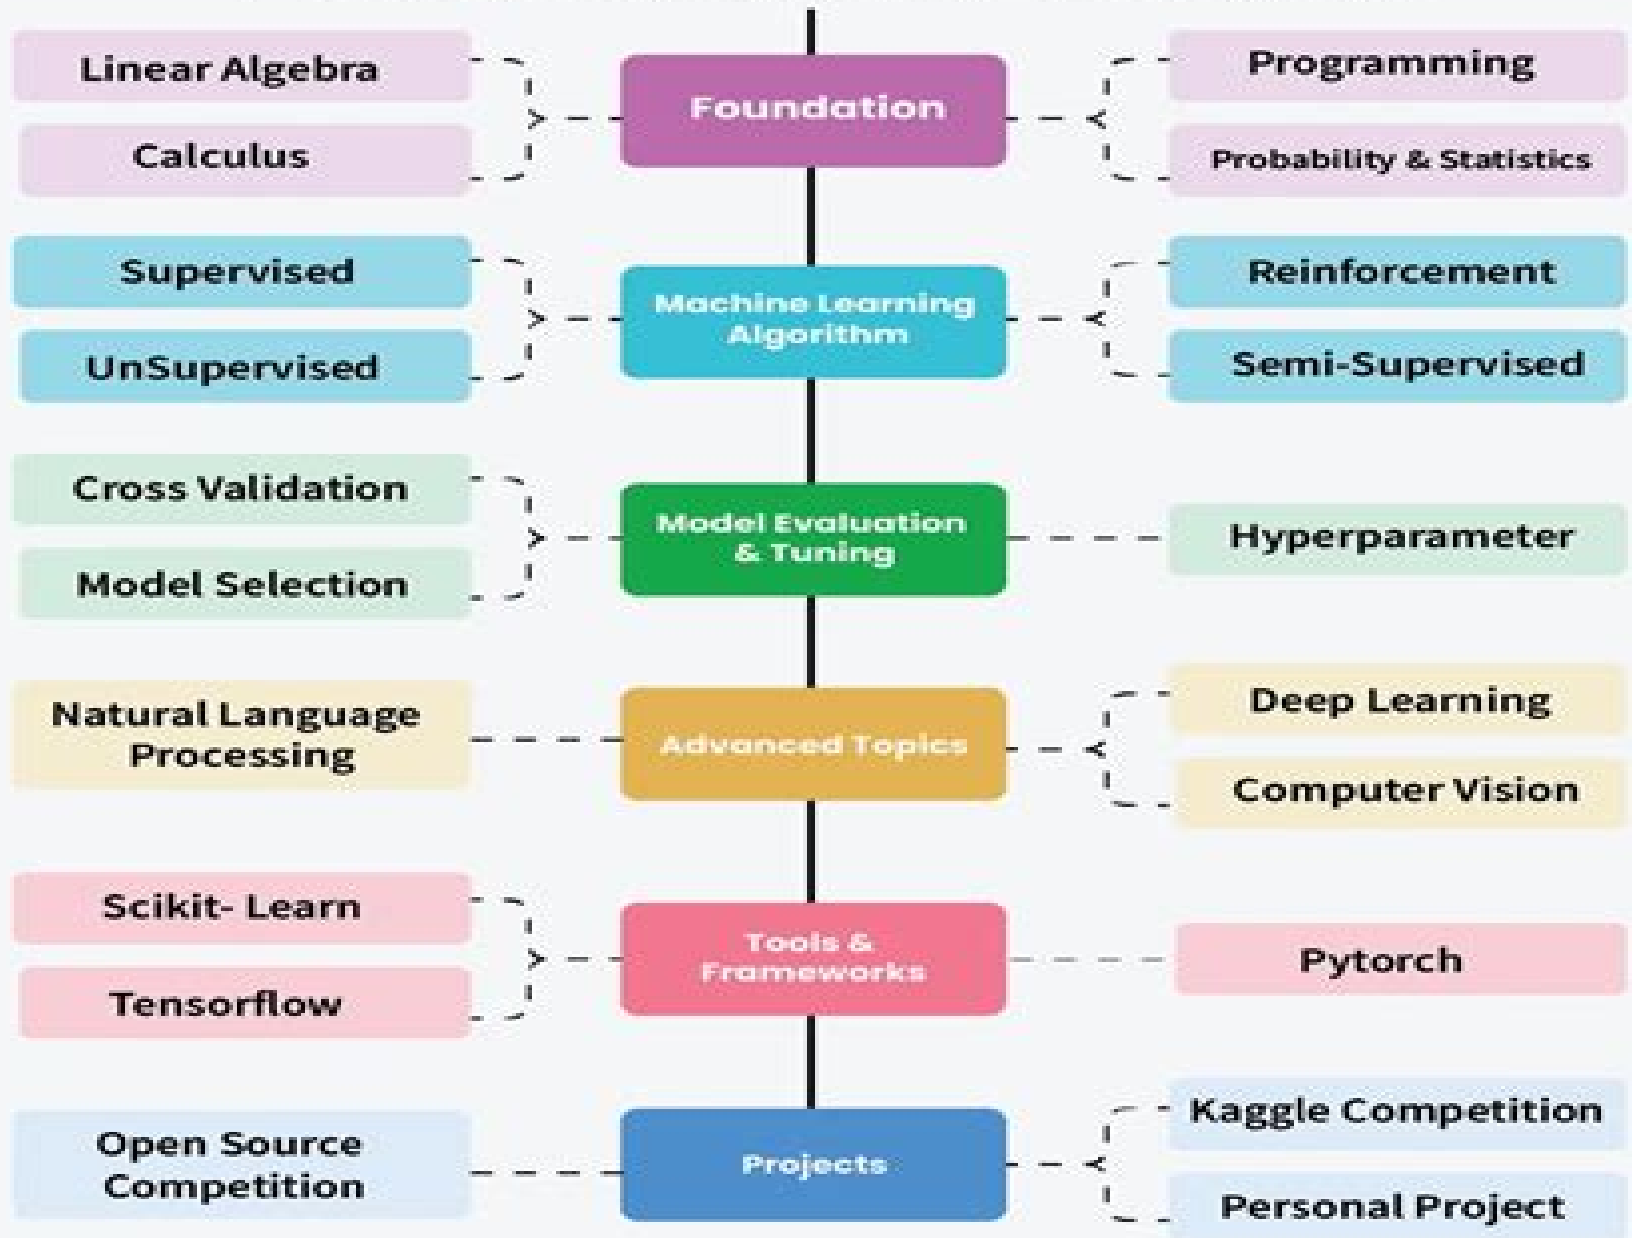 Linear Algebra
Calculus
Foundation
Programming
Probability & Statistics
Supervised
UnSupervised
Machine Learning
Algorithm
Reinforcement
Semi-Supervised
Cross Validation
Model Selection
Model Evaluation
& Tuning
Hyperparameter
Natural Language
Processing
Advanced Topics
Deep Learning
Computer Vision
Scikit- Learn
Tensorflow
Tools &
Frameworks
Pytorch
Open Source
Competition
Projects
Kaggle Competition
Personal Project